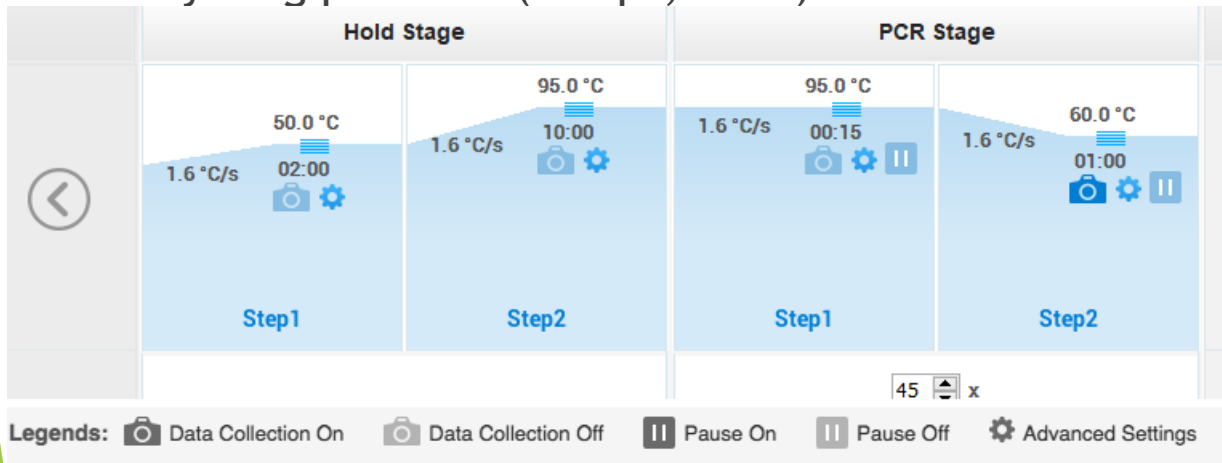 Hold Stage
PCR Stage
50.0 °C
1.6 °C/s
02:00
Step1
95.0 °C
1.6 °C/s
10:00
Step2
95.0 °C
1.6 °C/s
00:15
Step1
60.0 °C
1.6 °C/s
01:00
Step2
45 x
Legends: Data Collection On Data Collection Off Pause On Pause Off Advanced Settings